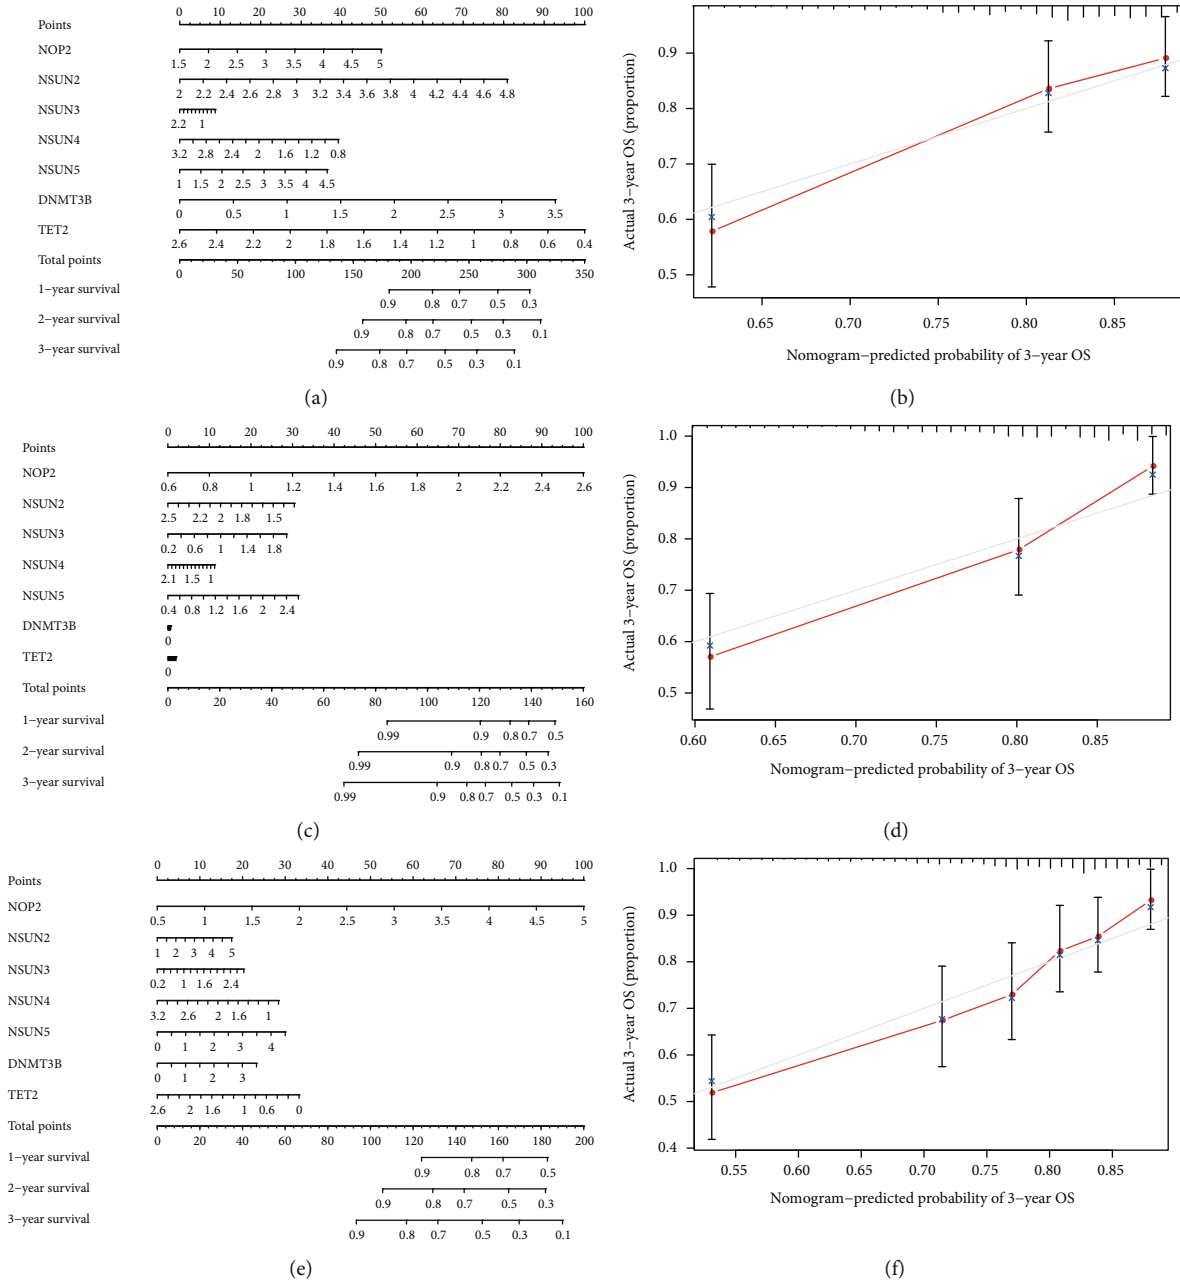 Points
0 10 20 30 40 50 60 70 80 90 100
NOP2
1.5 2 2.5 3 3.5 4 4.5 5
NSUN2
2 2.2 2.4 2.6 2.8 3 3.2 3.4 3.6 3.8 4 4.2 4.4 4.6 4.8
NSUN3
2.2 1
NSUN4
3.2 2.8 2.4 2 1.6 1.2 0.8
NSUN5
1 1.5 2 2.5 3 3.5 4 4.5
DNMT3B
0 0.5 1 1.5 2 2.5 3 3.5
TET2
2.6 2.4 2.2 2 1.8 1.6 1.4 1.2 1 0.8 0.6 0.4
Total points
0 50 100 150 200 250 300 350
1−year survival
0.9 0.8 0.7 0.5 0.3
2−year survival
0.9 0.8 0.7 0.5 0.3 0.1
3−year survival
0.9 0.8 0.7 0.5 0.3 0.1
(a)
Actual 3−year OS (proportion)
0.9
0.8
0.7
0.6
0.5
0.65 0.70 0.75 0.80 0.85
Nomogram−predicted probability of 3−year OS
(b)
Points
0 10 20 30 40 50 60 70 80 90 100
NOP2
0.6 0.8 1 1.2 1.4 1.6 1.8 2 2.2 2.4 2.6
NSUN2
2.5 2.2 2 1.8 1.5
NSUN3
0.2 0.6 1 1.4 1.8
NSUN4
2.1 1.5 1
NSUN5
0.4 0.8 1.2 1.6 2 2.4
DNMT3B
0
TET2
0
Total points
0 20 40 60 80 100 120 140 160
1−year survival
0.99 0.9 0.8 0.7 0.5
2−year survival
0.99 0.9 0.8 0.7 0.5 0.3
3−year survival
0.99 0.9 0.8 0.7 0.5 0.3 0.1
(c)
Actual 3−year OS (proportion)
1.0
0.9
0.8
0.7
0.6
0.5
0.60 0.65 0.70 0.75 0.80 0.85
Nomogram−predicted probability of 3−year OS
(d)
Points
0 10 20 30 40 50 60 70 80 90 100
NOP2
0.5 1 1.5 2 2.5 3 3.5 4 4.5 5
NSUN2
1 2 3 4 5
NSUN3
0.2 1 1.6 2.4
NSUN4
3.2 2.6 2 1.6 1
NSUN5
0 1 2 3 4
DNMT3B
0 1 2 3
TET2
2.6 2 1.6 1 0.6 0
Total points
0 20 40 60 80 100 120 140 160 180 200
1−year survival
0.9 0.8 0.7 0.5
2−year survival
0.9 0.8 0.7 0.5 0.3
3−year survival
0.9 0.8 0.7 0.5 0.3 0.1
(e)
Actual 3−year OS (proportion)
1.0
0.9
0.8
0.7
0.6
0.5
0.4
0.55 0.60 0.65 0.70 0.75 0.80 0.85
Nomogram−predicted probability of 3−year OS
(f)